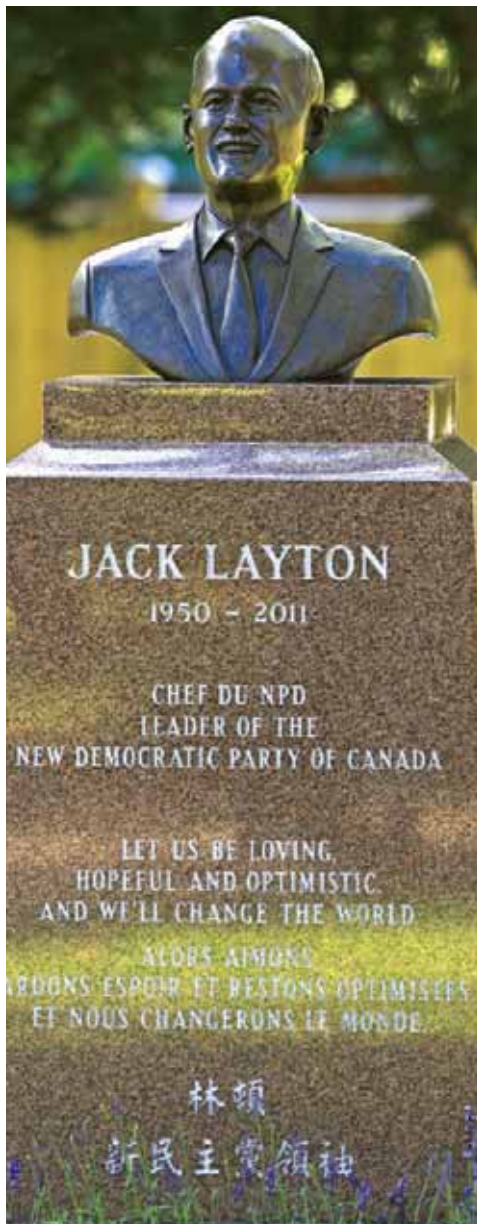 JACK LAYTON
1950 – 2011
CHEF DU NPD
LEADER OF THE
NEW DEMOCRATIC PARTY OF CANADA
LET US BE LOVING,
HOPEFUL AND OPTIMISTIC.
AND WE'LL CHANGE THE WORLD
ALORS AIMONS
ARDONS ESPOIR ET RESTONS OPTIMISTES
ET NOUS CHANGERONS LE MONDE.
林頓
新民主党領袖